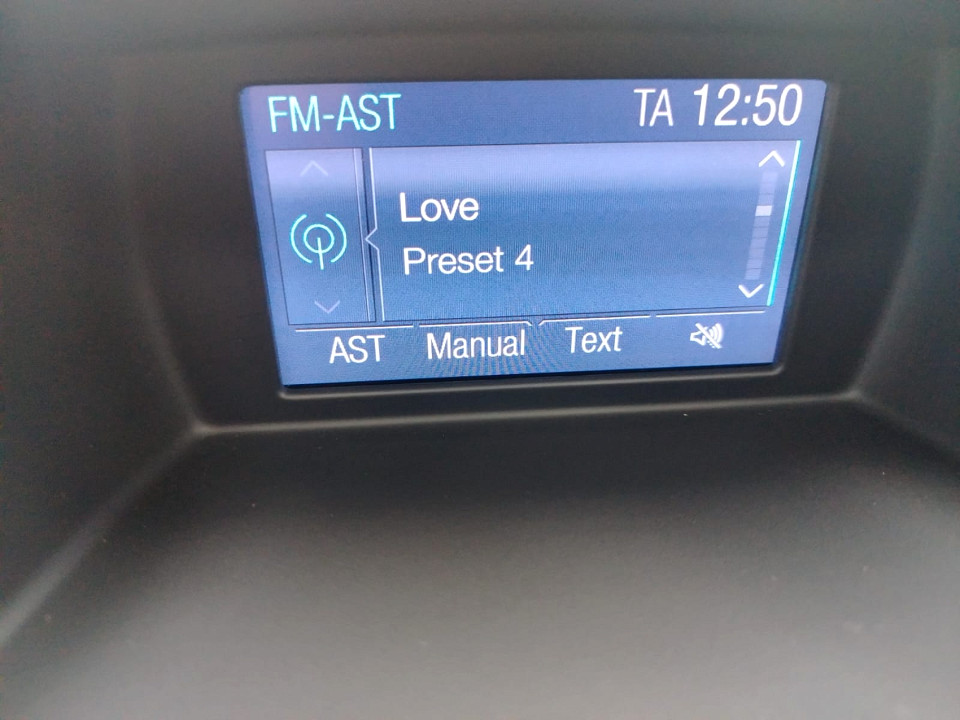 FM-AST TA 12:50
Love
Preset 4
AST Manual Text